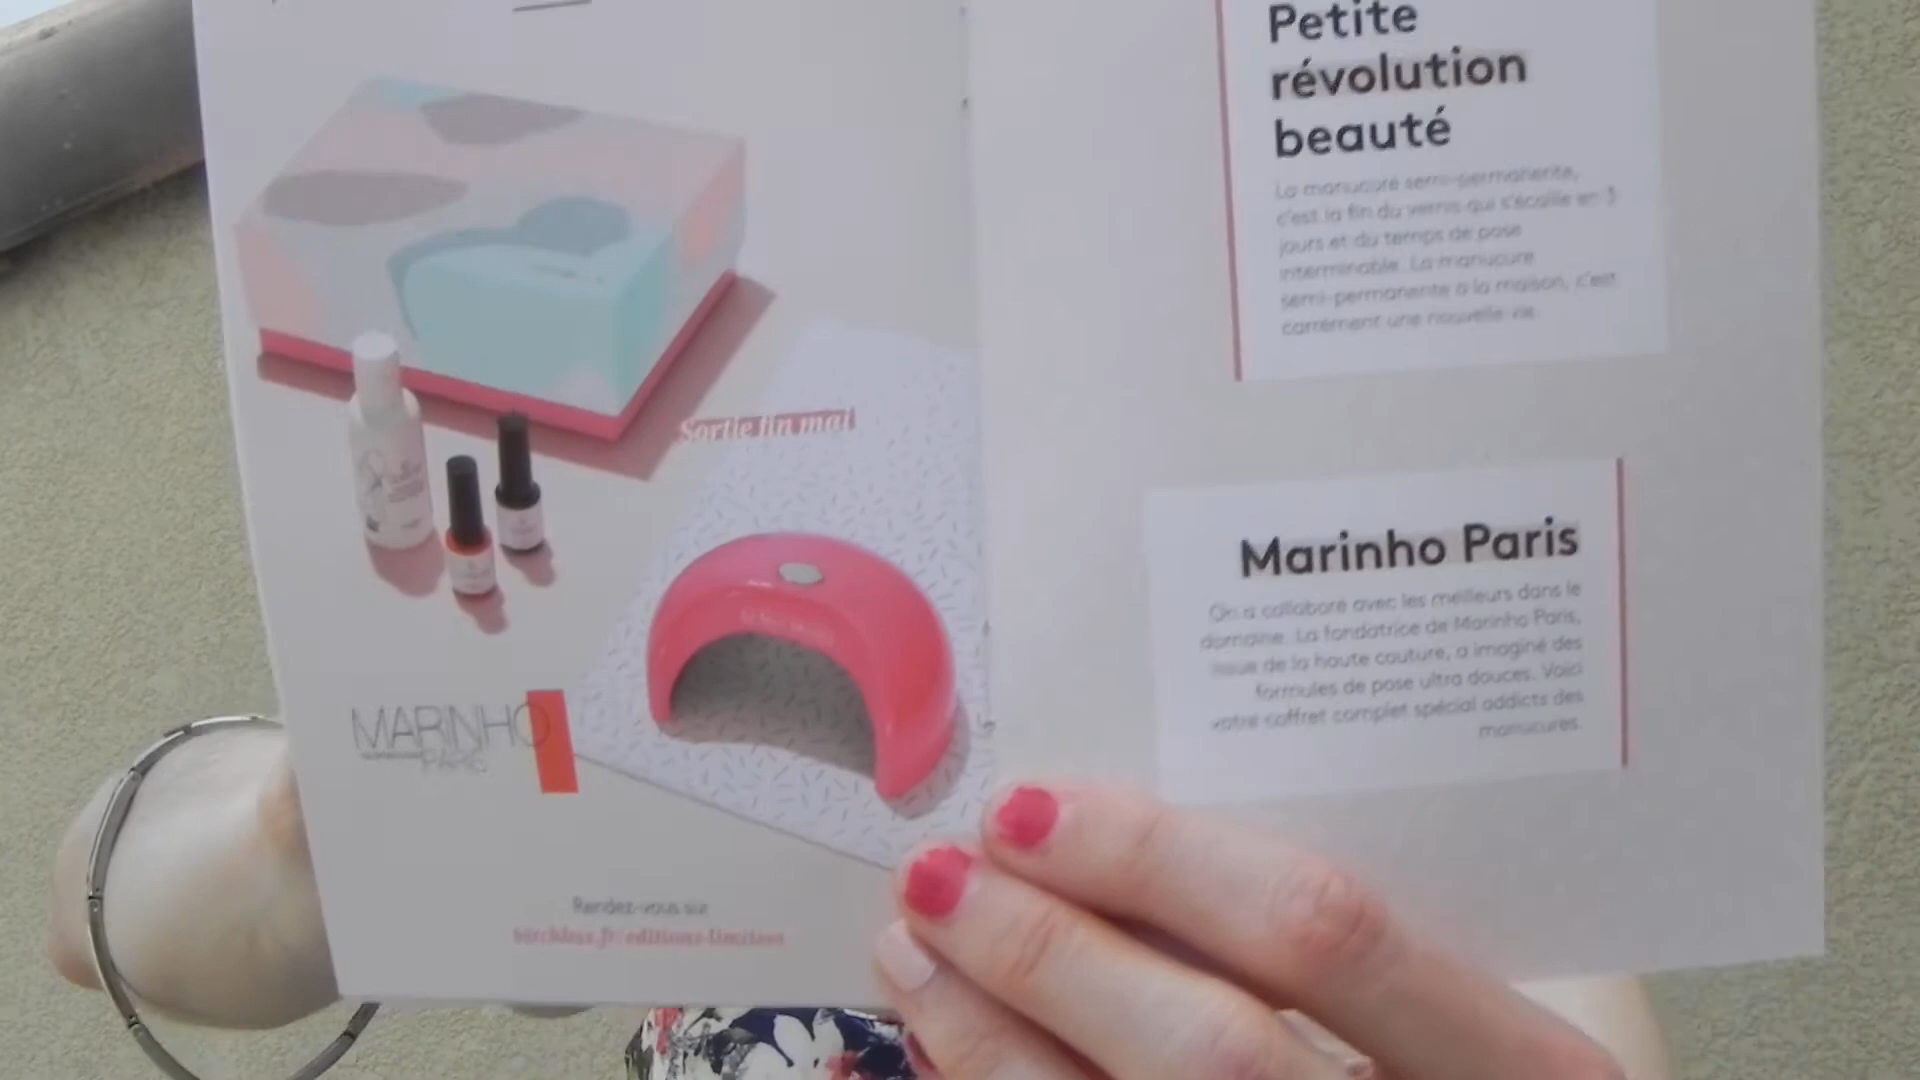 Sortie fin mai
MARINHO
PARIS
Rendez-vous sur
birchbox.fr/editions-limitees
Petite
révolution
beauté
La manucure semi-permanente,
c'est la fin du vernis qui s'écaille en 3
jours et du temps de pose
interminable. La manucure
semi-permanente à la maison, c'est
carrément une nouvelle vie.
Marinho Paris
On a collaboré avec les meilleurs dans le
domaine. La fondatrice de Marinho Paris,
issue de la haute couture, a imaginé des
formules de pose ultra douces. Voici
votre coffret complet spécial addicts des
manucures.